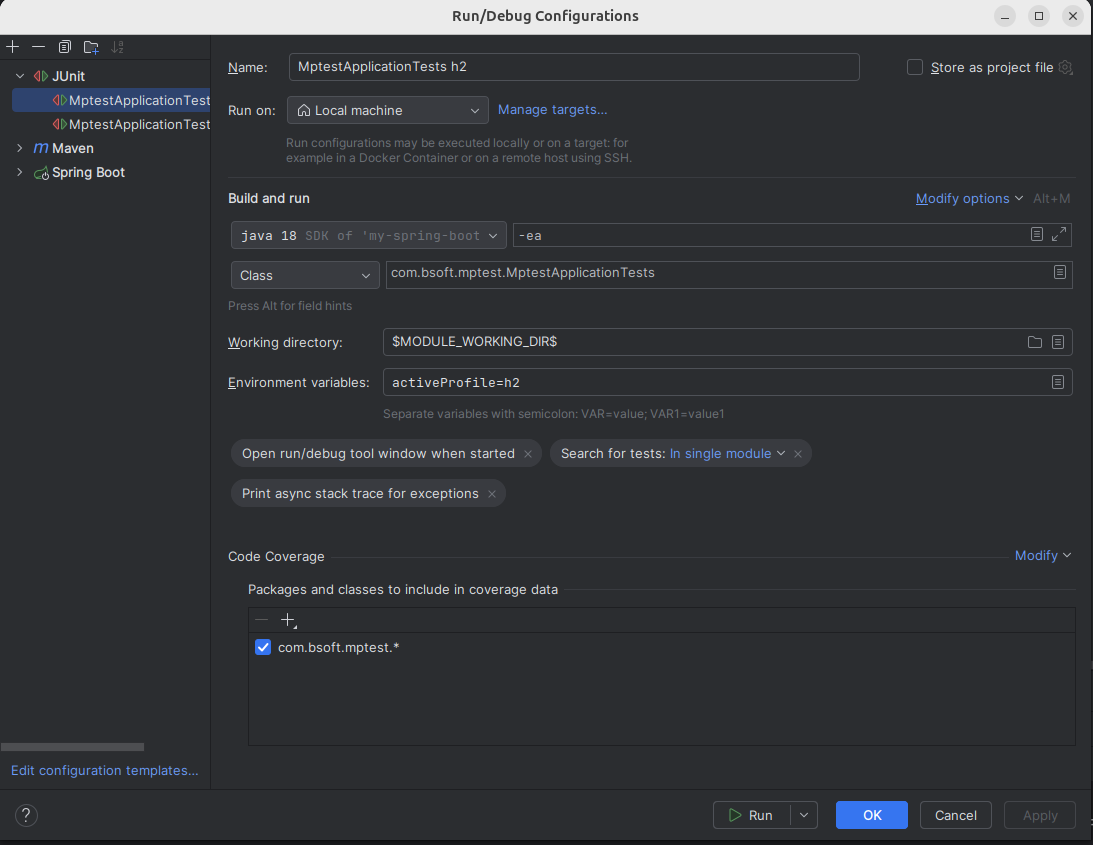 Run/Debug Configurations
JUnit
MptestApplicationTest
MptestApplicationTest
Maven
Spring Boot
Edit configuration templates...
Name: MptestApplicationTests h2 Store as project file
Run on: Local machine Manage targets...
Run configurations may be executed locally or on a target: for
example in a Docker Container or on a remote host using SSH.
Build and run Modify options Alt+M
java 18 SDK of 'my-spring-boot -ea
Class com.bsoft.mptest.MptestApplicationTests
Press Alt for field hints
Working directory: $MODULE_WORKING_DIR$
Environment variables: activeProfile=h2
Separate variables with semicolon: VAR=value; VAR1=value1
Open run/debug tool window when started × Search for tests: In single module ×
Print async stack trace for exceptions ×
Code Coverage Modify
Packages and classes to include in coverage data
com.bsoft.mptest.*
? Run OK Cancel Apply